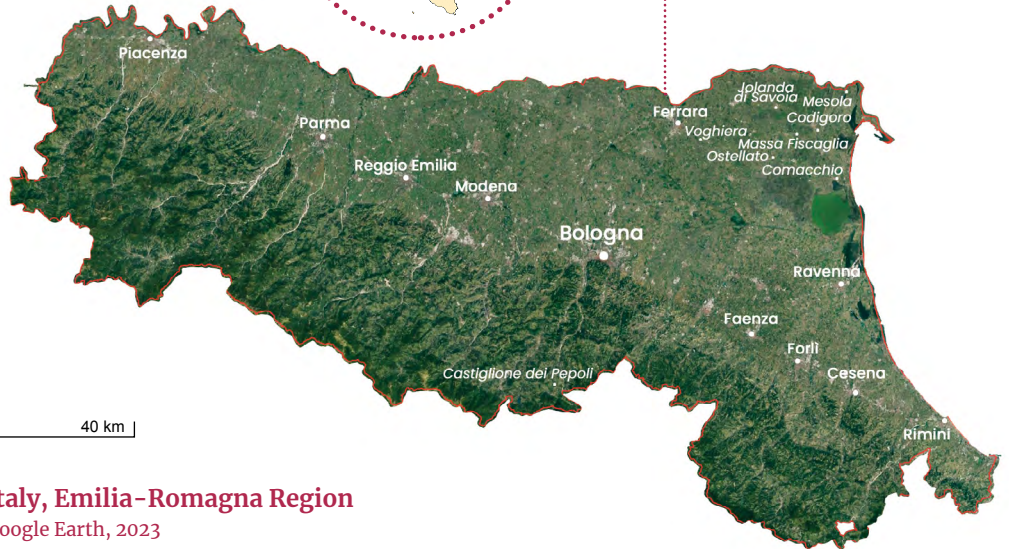 Piacenza
Jolanda
di Savoia
Mesola
Codigoro
Ferrara
Parma
Voghiera
Massa Fiscaglia
Ostellato
Reggio Emilia
Comacchio
Modena
Bologna
Ravenna
Faenza
Forlì
Castiglione dei Pepoli
Cesena
40 km
Rimini
taly, Emilia-Romagna Region
oogle Earth, 2023